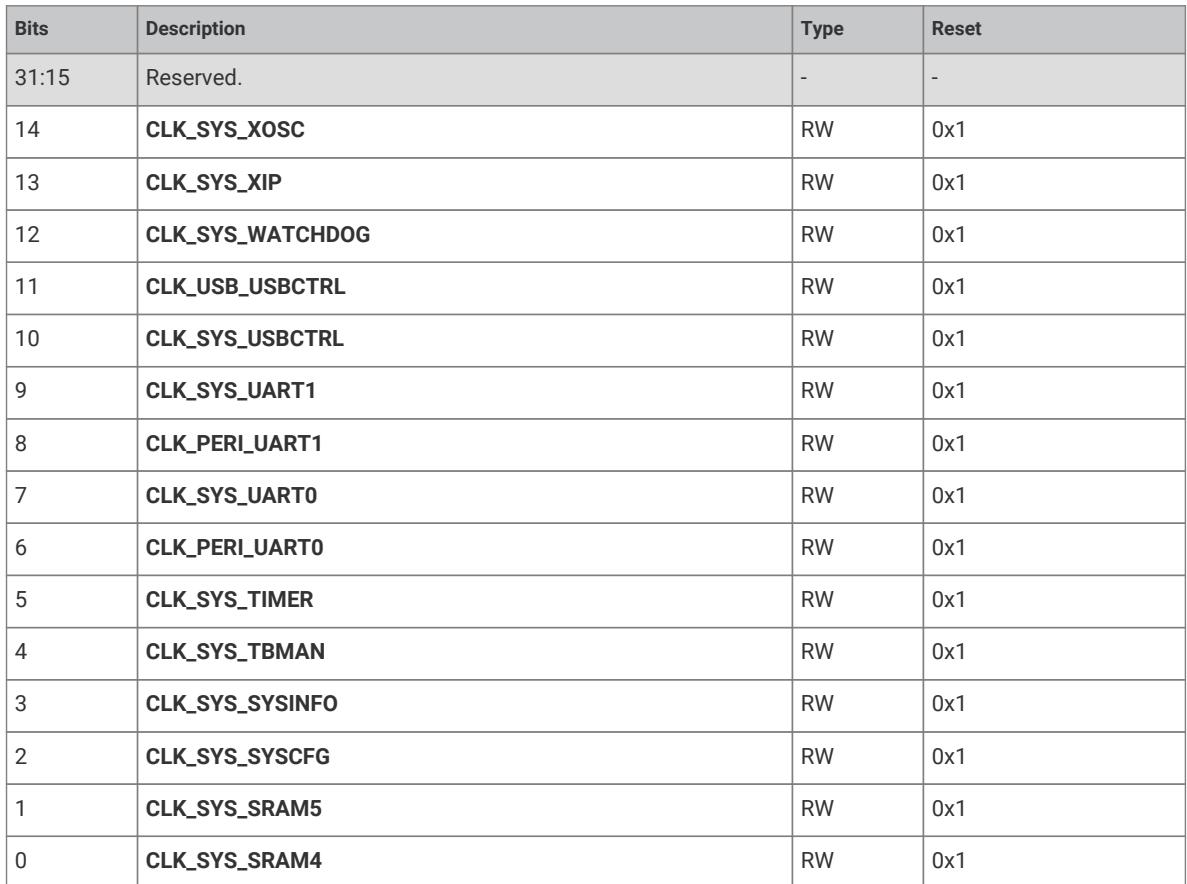 Bits Description Type Reset
31:15 Reserved. - -
14 CLK_SYS_XOSC RW 0x1
13 CLK_SYS_XIP RW 0x1
12 CLK_SYS_WATCHDOG RW 0x1
11 CLK_USB_USBCTRL RW 0x1
10 CLK_SYS_USBCTRL RW 0x1
9 CLK_SYS_UART1 RW 0x1
8 CLK_PERI_UART1 RW 0x1
7 CLK_SYS_UART0 RW 0x1
6 CLK_PERI_UART0 RW 0x1
5 CLK_SYS_TIMER RW 0x1
4 CLK_SYS_TBMAN RW 0x1
3 CLK_SYS_SYSINFO RW 0x1
2 CLK_SYS_SYSCFG RW 0x1
1 CLK_SYS_SRAM5 RW 0x1
0 CLK_SYS_SRAM4 RW 0x1